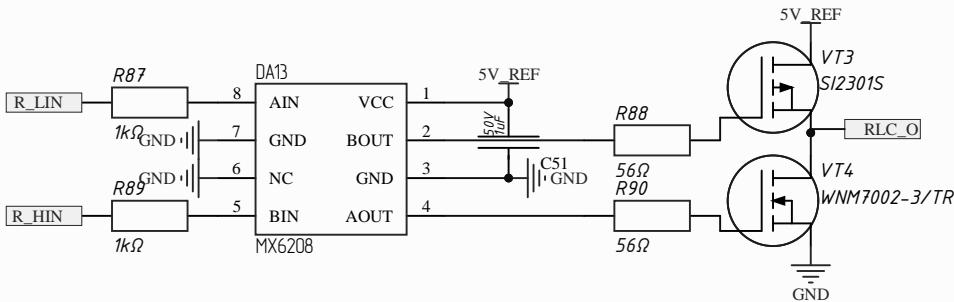 5V_REF
DA13
R87
VT3
5V_REF
SI2301S
R_LIN
8
AIN
VCC
1
R88
1kΩ
GND
7
GND
BOUT
2
50V
1uF
RLC_O
56Ω
GND
6
NC
GND
3
C51
GND
R89
R90
VT4
WNM7002-3/TR
R_HIN
5
BIN
AOUT
4
1kΩ
MX6208
56Ω
GND